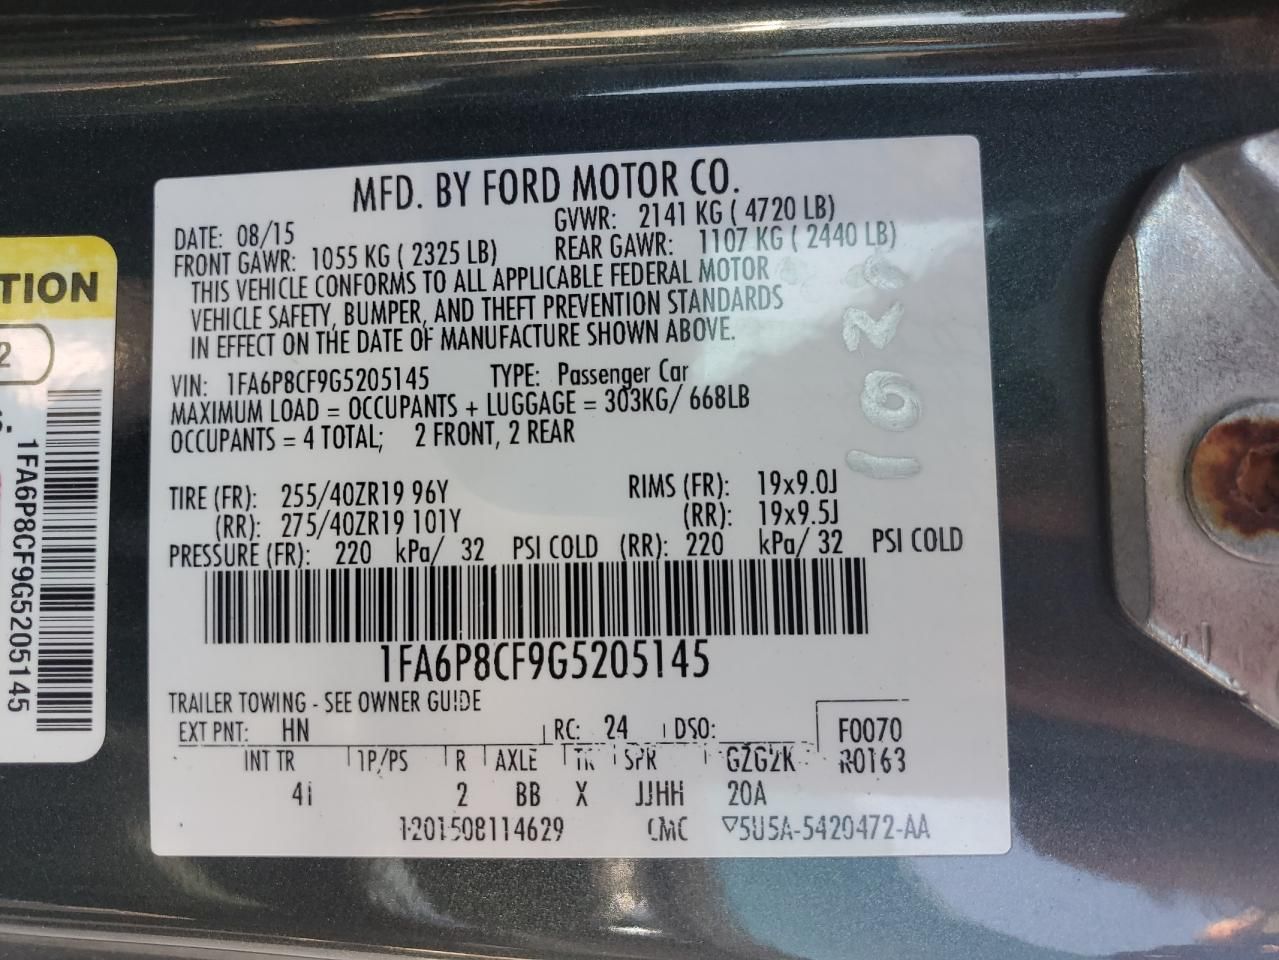 MFD. BY FORD MOTOR CO.
DATE: 08/15 GVWR: 2141 KG ( 4720 LB)
FRONT GAWR: 1055 KG ( 2325 LB) REAR GAWR: 1107 KG ( 2440 LB)
THIS VEHICLE CONFORMS TO ALL APPLICABLE FEDERAL MOTOR
VEHICLE SAFETY, BUMPER, AND THEFT PREVENTION STANDARDS
IN EFFECT ON THE DATE OF MANUFACTURE SHOWN ABOVE.
VIN: 1FA6P8CF9G5205145 TYPE: Passenger Car
MAXIMUM LOAD = OCCUPANTS + LUGGAGE = 303KG/ 668LB
OCCUPANTS = 4 TOTAL; 2 FRONT, 2 REAR
TIRE (FR): 255/40ZR19 96Y RIMS (FR): 19x9.0J
(RR): 275/40ZR19 101Y (RR): 19x9.5J
PRESSURE (FR): 220 kPa/ 32 PSI COLD (RR): 220 kPa/ 32 PSI COLD
1FA6P8CF9G5205145
TRAILER TOWING - SEE OWNER GUIDE
EXT PNT: HN RC: 24 DSO: F0070
INT TR 1P/PS R AXLE TR SPR GZG2K R0163
4i 2 BB X JJHH 20A
1201508114629 CMC ▽5U5A-5420472-AA
TION
2
1FA6P8CF9G5205145